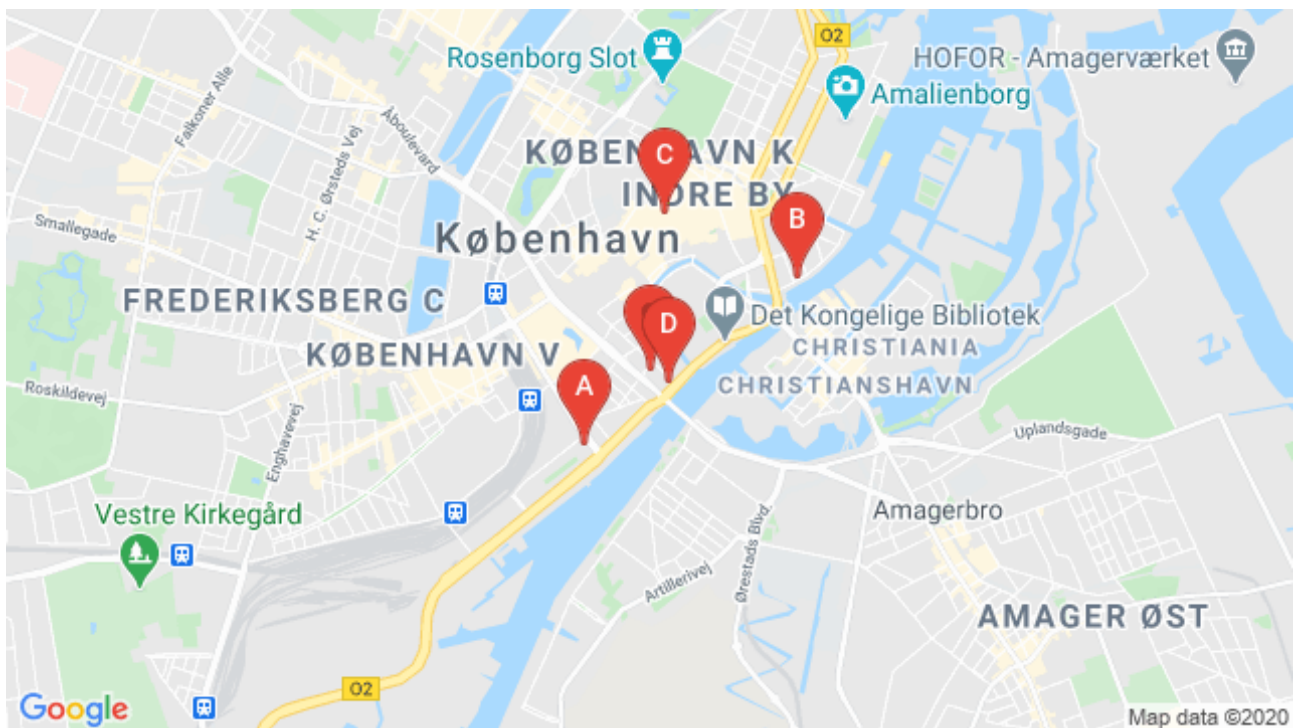 O2
Rosenborg Slot
HOFOR - Amagerværket
Falkoner Alle
Amalienborg
Åboulevard
H. C. Ørsteds Vej
KØBENHAVN K
INDRE BY
C
B
Smallegade
København
FREDERIKSBERG C
Det Kongelige Bibliotek
D
CHRISTIANIA
KØBENHAVN V
CHRISTIANSHAVN
A
Roskildevej
Enghavevej
Uplandsgade
Vestre Kirkegård
Amagerbro
Ørestads Blvd.
Artillerivej
AMAGER ØST
O2
Google
Map data ©2020